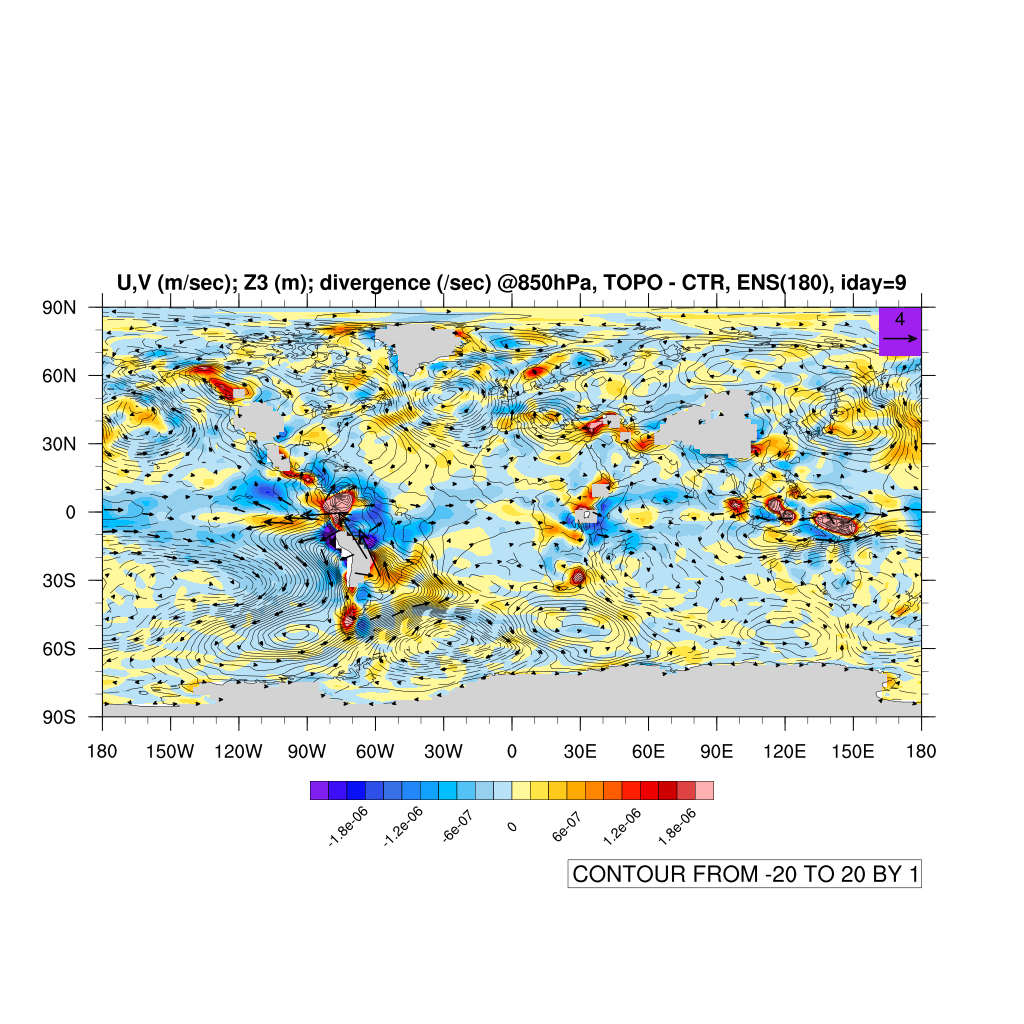 U,V (m/sec); Z3 (m); divergence (/sec) @850hPa, TOPO - CTR, ENS(180), iday=9
4
90N
60N
30N
0
30S
60S
90S
180 150W 120W 90W 60W 30W 0 30E 60E 90E 120E 150E 180
-1.8e-06 -1.2e-06 -6e-07 0 6e-07 1.2e-06 1.8e-06
CONTOUR FROM -20 TO 20 BY 1